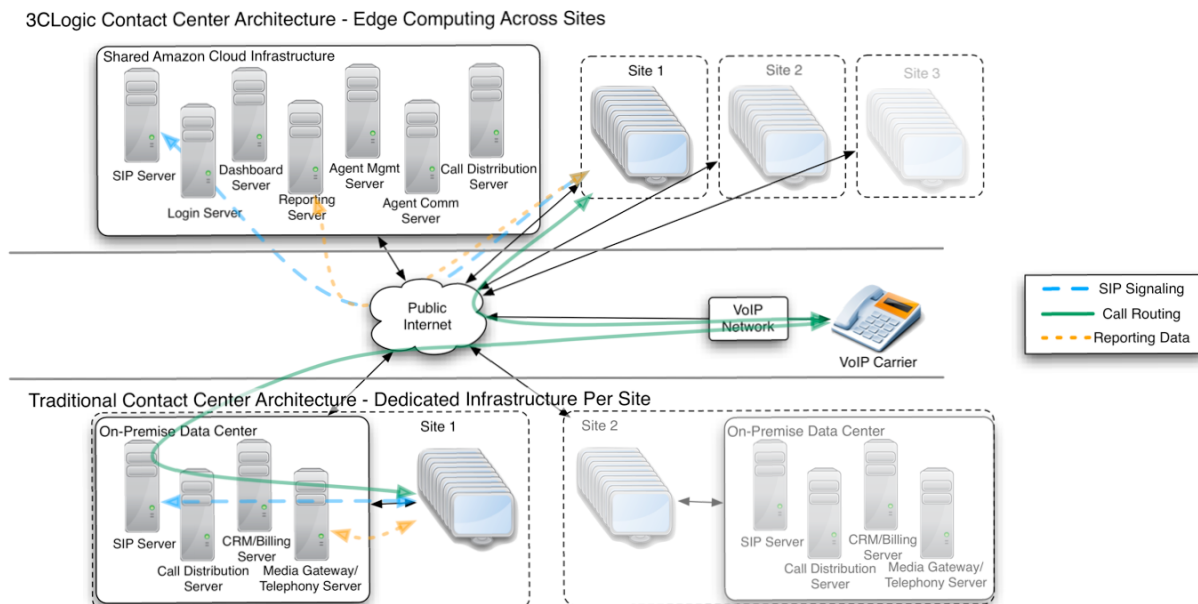 3CLogic Contact Center Architecture - Edge Computing Across Sites
Shared Amazon Cloud Infrastructure
SIP Server
Login Server
Dashboard
Server
Reporting
Server
Agent Mgmt
Server
Agent Comm
Server
Call Distribution
Server
Site 1
Site 2
Site 3
Public
Internet
VoIP
Network
VoIP Carrier
SIP Signaling
Call Routing
Reporting Data
Traditional Contact Center Architecture - Dedicated Infrastructure Per Site
On-Premise Data Center
SIP Server
Call Distribution
Server
CRM/Billing
Server
Media Gateway/
Telephony Server
Site 1
Site 2
On-Premise Data Center
SIP Server
Call Distribution
Server
CRM/Billing
Server
Media Gateway/
Telephony Server